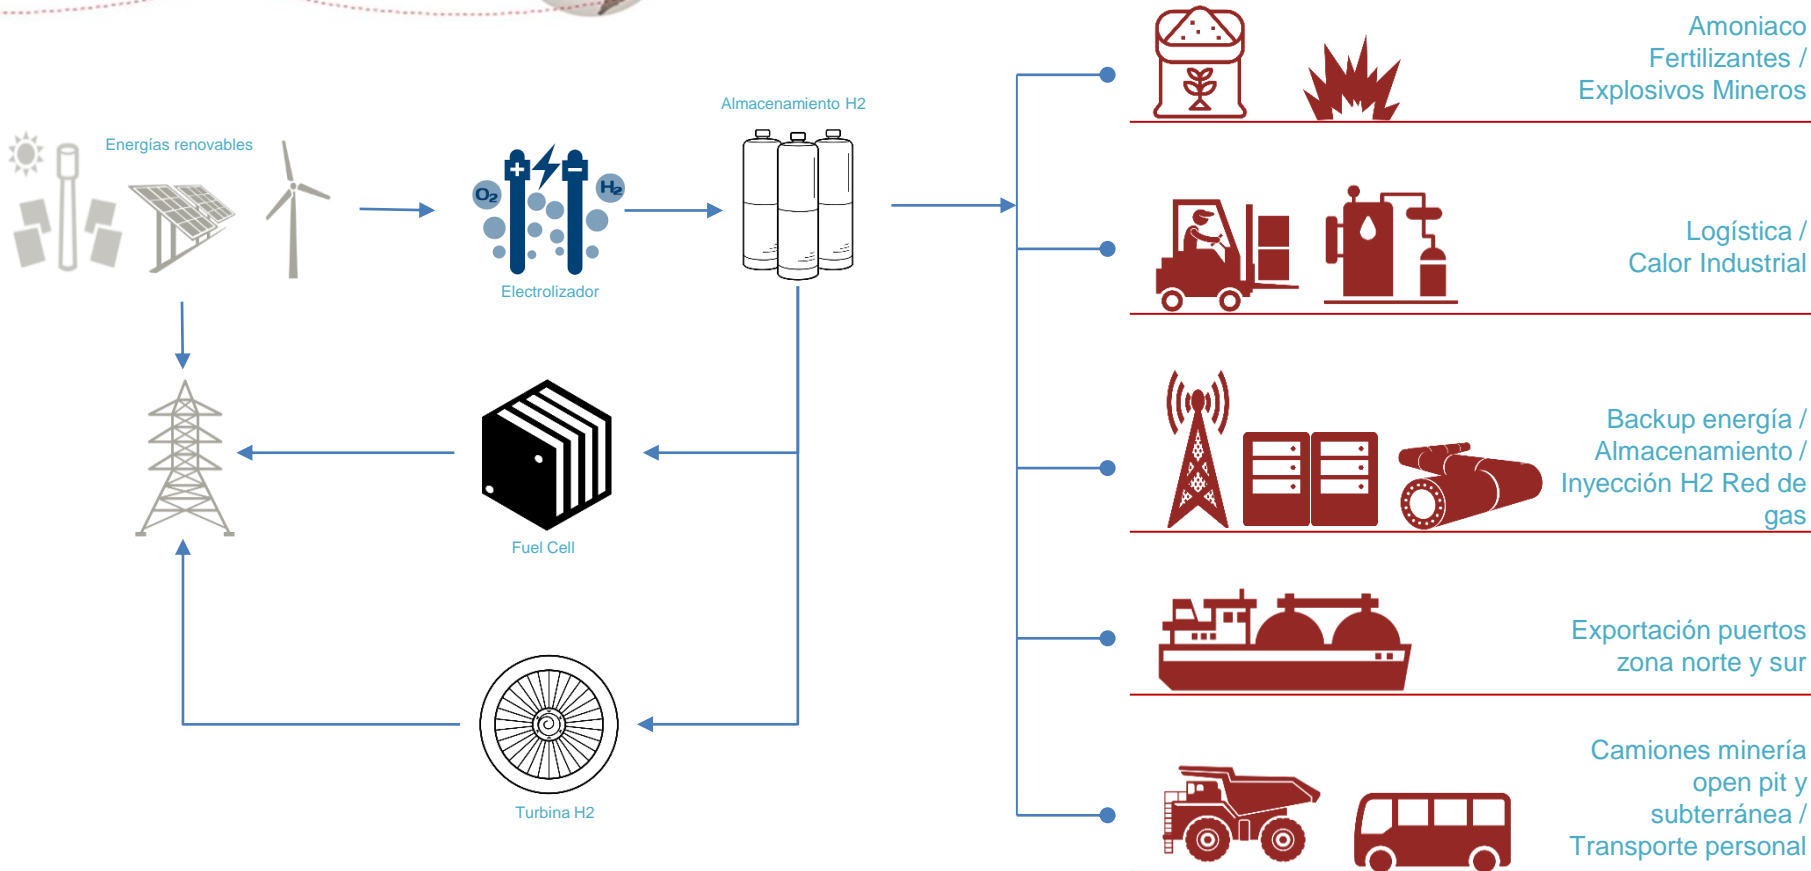 Energías renovables
O2
H2
Electrolizador
Almacenamiento H2
Fuel Cell
Turbina H2
Amoniaco
Fertilizantes /
Explosivos Mineros
Logística /
Calor Industrial
Backup energía /
Almacenamiento /
Inyección H2 Red de
gas
Exportación puertos
zona norte y sur
Camiones minería
open pit y
subterránea /
Transporte personal